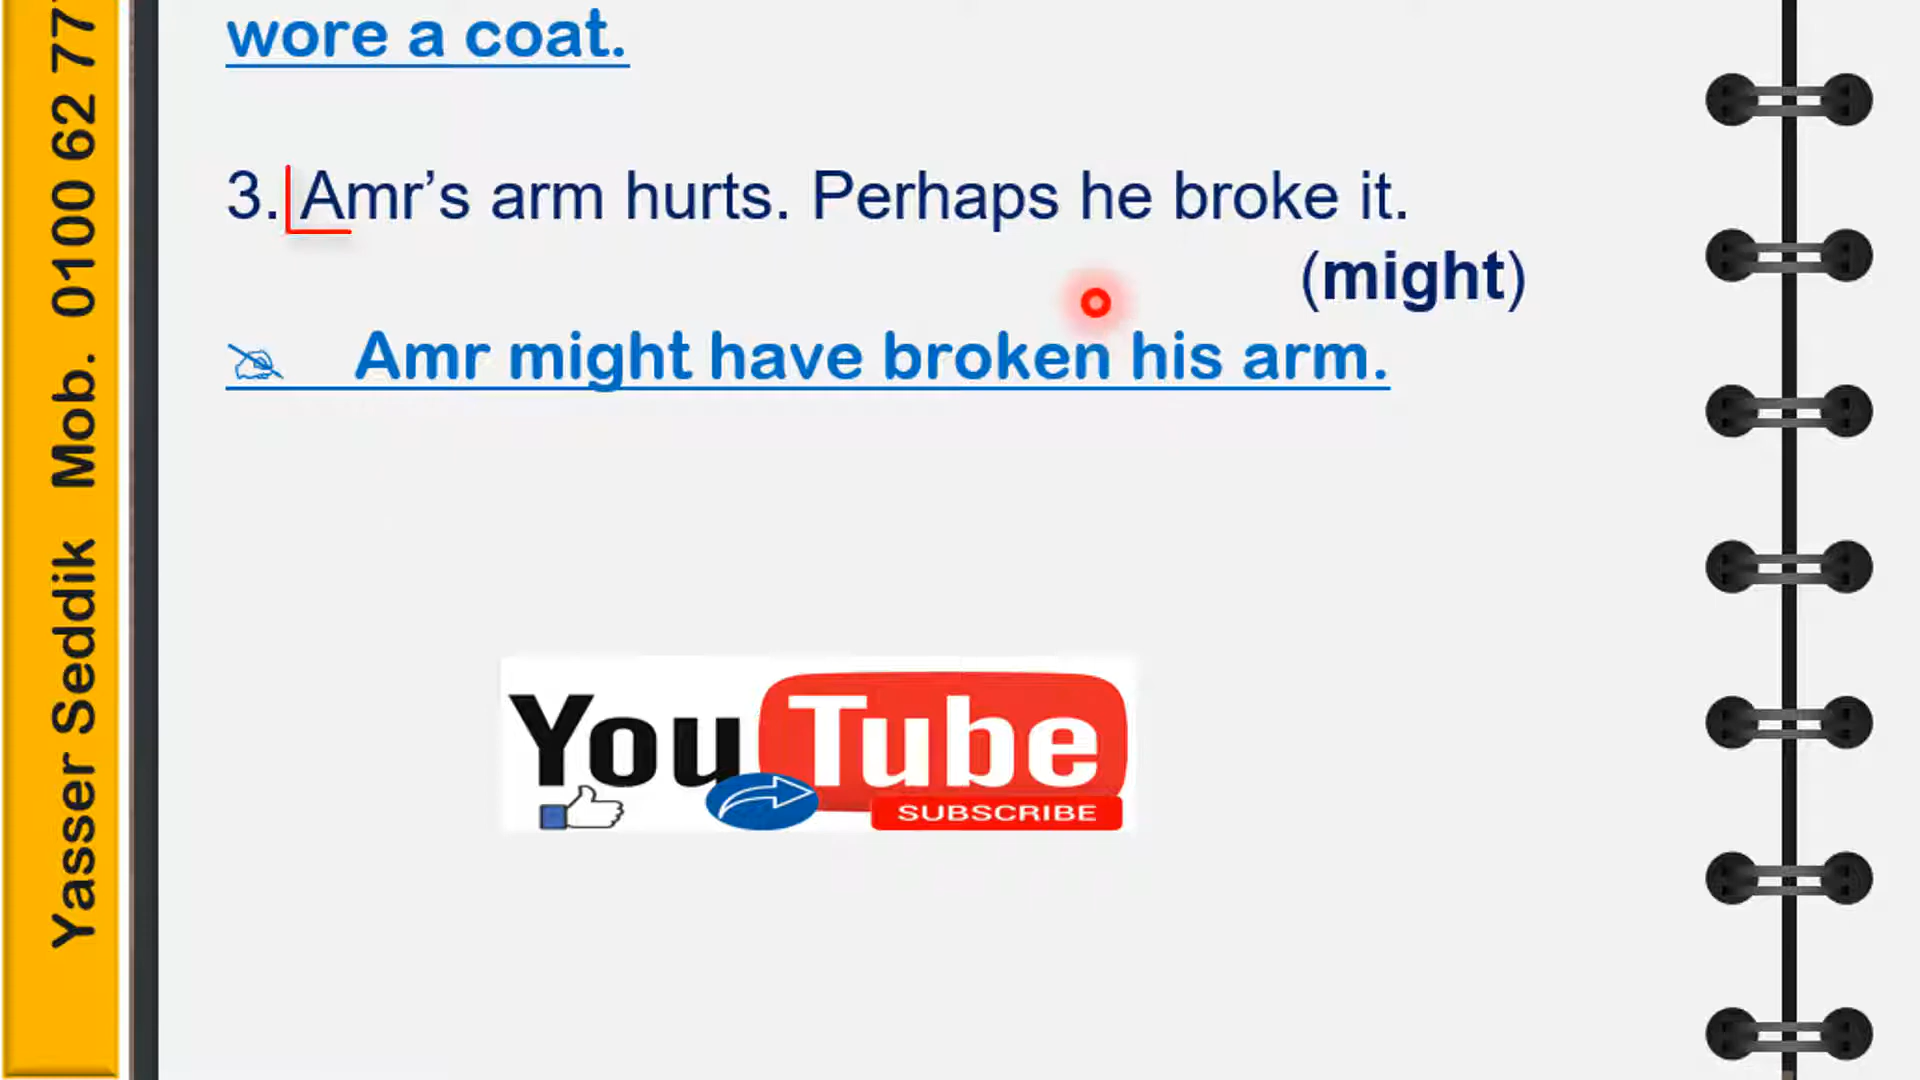 wore a coat.
3. Amr’s arm hurts. Perhaps he broke it.
(might)
Amr might have broken his arm.
YouTube
SUBSCRIBE
Yasser Seddik Mob. 0100 62 77